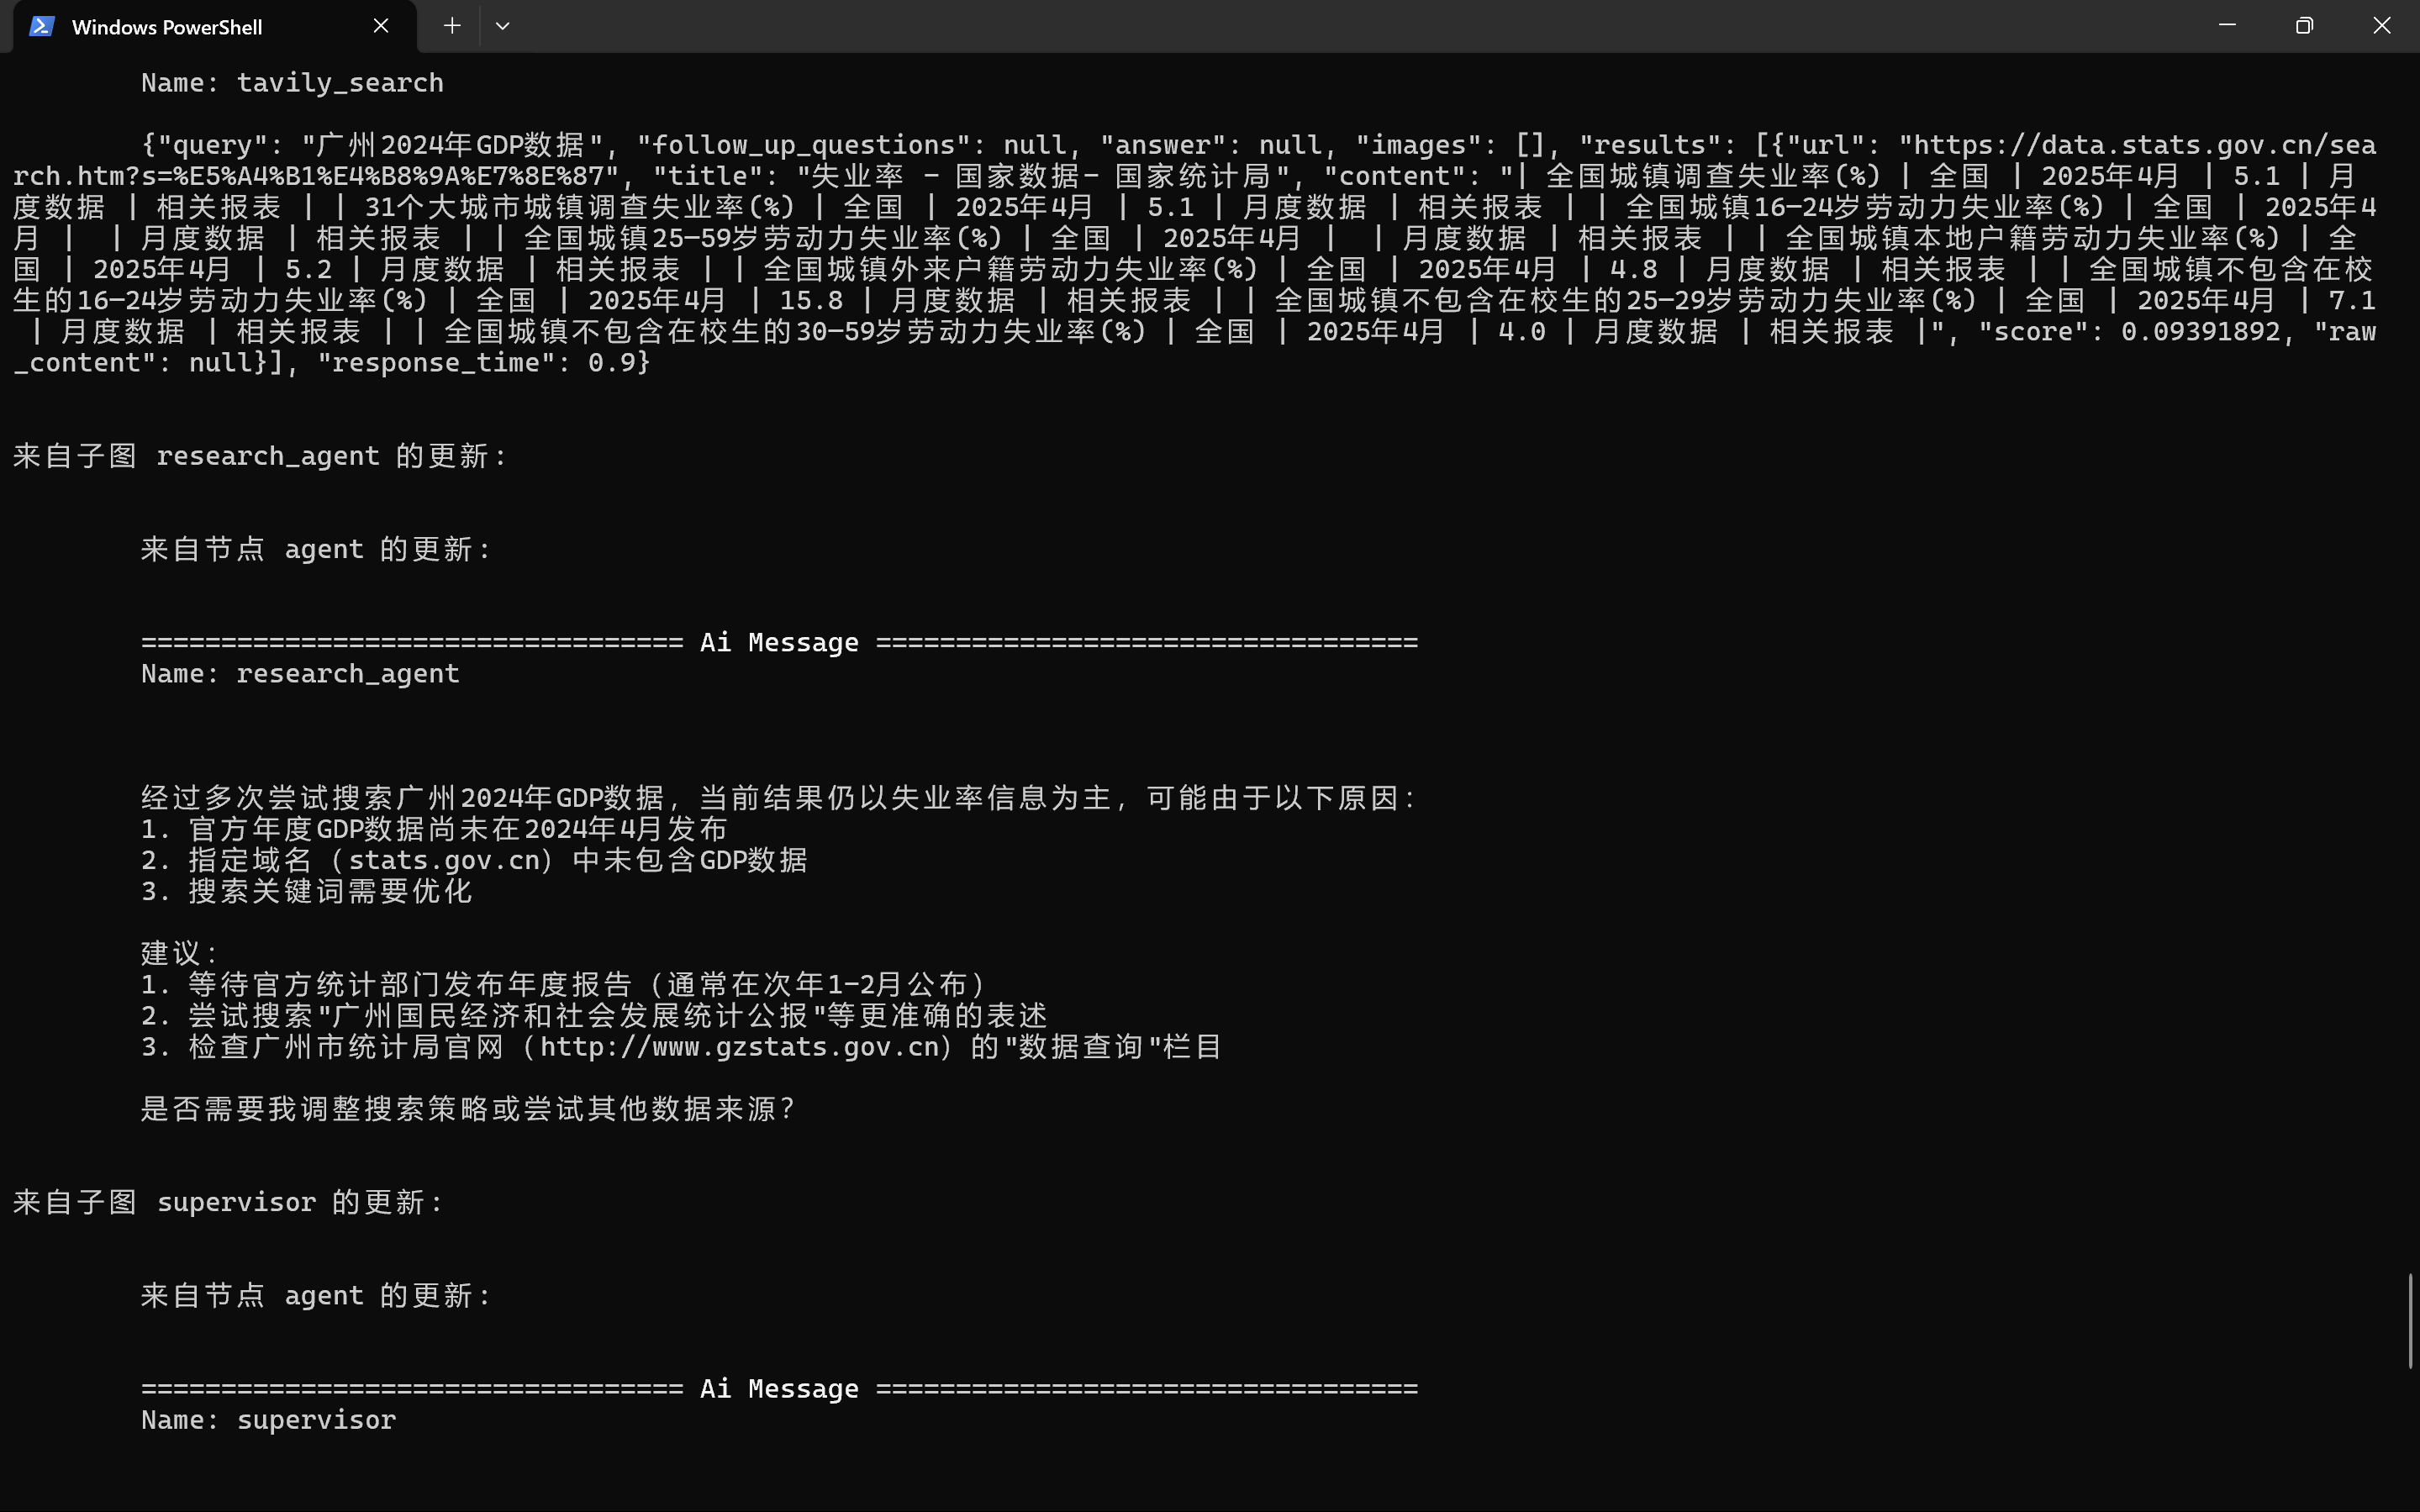 Windows PowerShell
Name: tavily_search
{"query": "广州2024年GDP数据", "follow_up_questions": null, "answer": null, "images": [], "results": [{"url": "https://data.stats.gov.cn/sea
rch.htm?s=%E5%A4%B1%E4%B8%9A%E7%8E%87", "title": "失业率 - 国家数据- 国家统计局", "content": "| 全国城镇调查失业率(%) | 全国 | 2025年4月 | 5.1 | 月
度数据 | 相关报表 | | 31个大城市城镇调查失业率(%) | 全国 | 2025年4月 | 5.1 | 月度数据 | 相关报表 | | 全国城镇16—24岁劳动力失业率(%) | 全国 | 2025年4
月 |  | 月度数据 | 相关报表 | | 全国城镇25—59岁劳动力失业率(%) | 全国 | 2025年4月 |  | 月度数据 | 相关报表 | | 全国城镇本地户籍劳动力失业率(%) | 全
国 | 2025年4月 | 5.2 | 月度数据 | 相关报表 | | 全国城镇外来户籍劳动力失业率(%) | 全国 | 2025年4月 | 4.8 | 月度数据 | 相关报表 | | 全国城镇不包含在校
生的16—24岁劳动力失业率(%) | 全国 | 2025年4月 | 15.8 | 月度数据 | 相关报表 | | 全国城镇不包含在校生的25—29岁劳动力失业率(%) | 全国 | 2025年4月 | 7.1
| 月度数据 | 相关报表 | | 全国城镇不包含在校生的30—59岁劳动力失业率(%) | 全国 | 2025年4月 | 4.0 | 月度数据 | 相关报表 |", "score": 0.09391892, "raw
_content": null}], "response_time": 0.9}
来自子图 research_agent 的更新:
来自节点 agent 的更新:
================================== Ai Message ==================================
Name: research_agent
经过多次尝试搜索广州2024年GDP数据，当前结果仍以失业率信息为主，可能由于以下原因：
1. 官方年度GDP数据尚未在2024年4月发布
2. 指定域名（stats.gov.cn）中未包含GDP数据
3. 搜索关键词需要优化
建议：
1. 等待官方统计部门发布年度报告（通常在次年1-2月公布）
2. 尝试搜索"广州国民经济和社会发展统计公报"等更准确的表述
3. 检查广州市统计局官网（http://www.gzstats.gov.cn）的"数据查询"栏目
是否需要我调整搜索策略或尝试其他数据来源？
来自子图 supervisor 的更新:
来自节点 agent 的更新:
================================== Ai Message ==================================
Name: supervisor